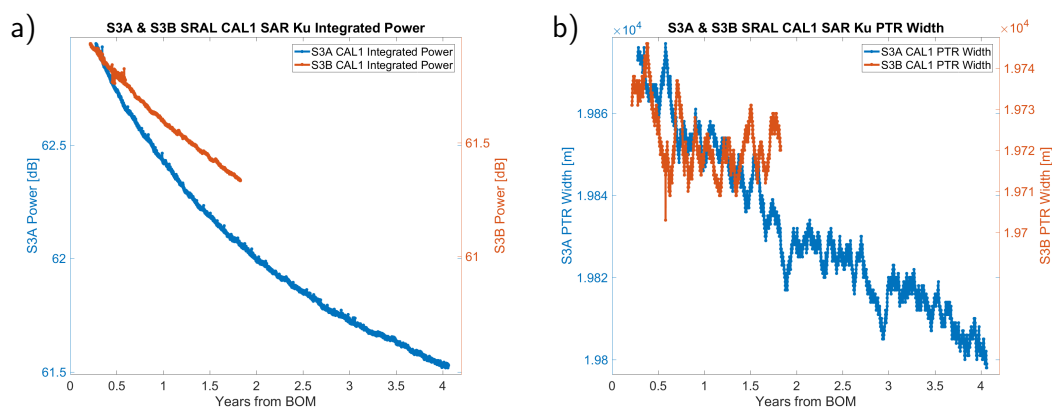 a)
S3A & S3B SRAL CAL1 SAR Ku Integrated Power
S3A CAL1 Integrated Power
S3B CAL1 Integrated Power
S3A Power [dB]
62.5
62
61.5
S3B Power [dB]
61.5
61
0 0.5 1 1.5 2 2.5 3 3.5 4
Years from BOM
b)
S3A & S3B SRAL CAL1 SAR Ku PTR Width
×10⁴
×10⁴
S3A CAL1 PTR Width
S3B CAL1 PTR Width
S3A PTR Width [m]
1.986
1.984
1.982
1.98
S3B PTR Width [m]
1.974
1.973
1.972
1.971
1.97
0 0.5 1 1.5 2 2.5 3 3.5 4
Years from BOM